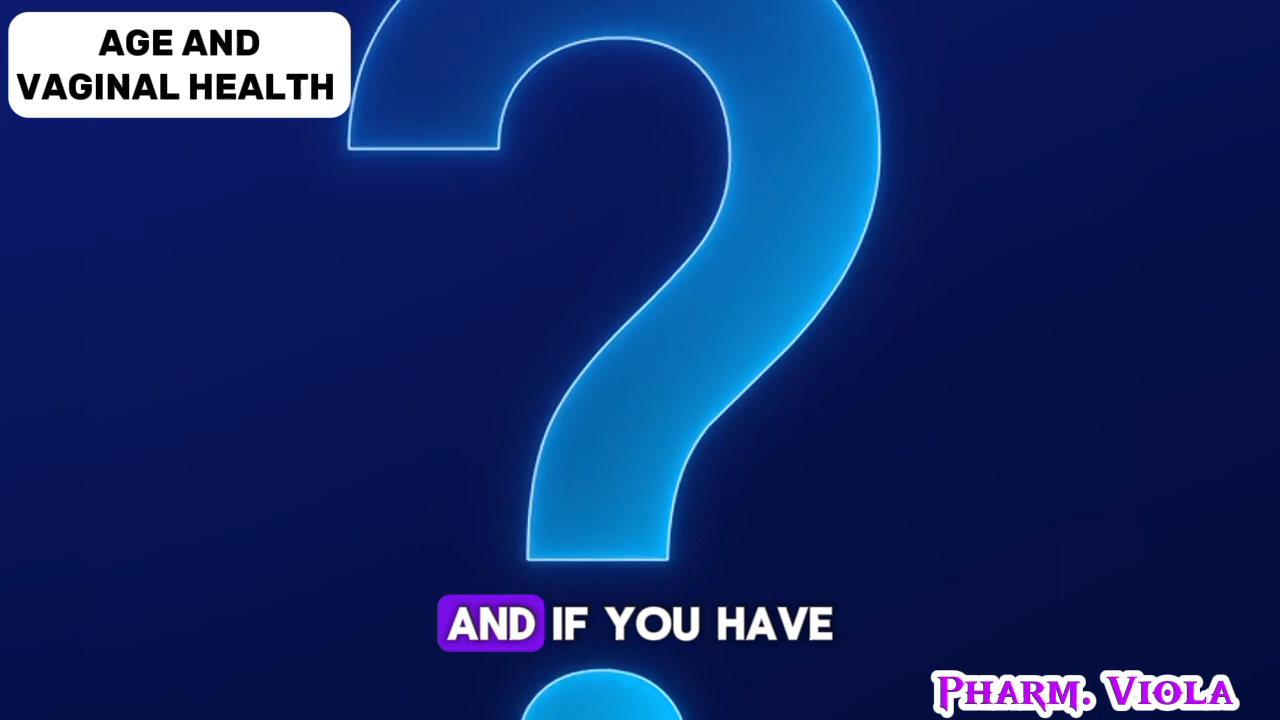 AGE AND
VAGINAL HEALTH
AND IF YOU HAVE
PHARM. VIOLA